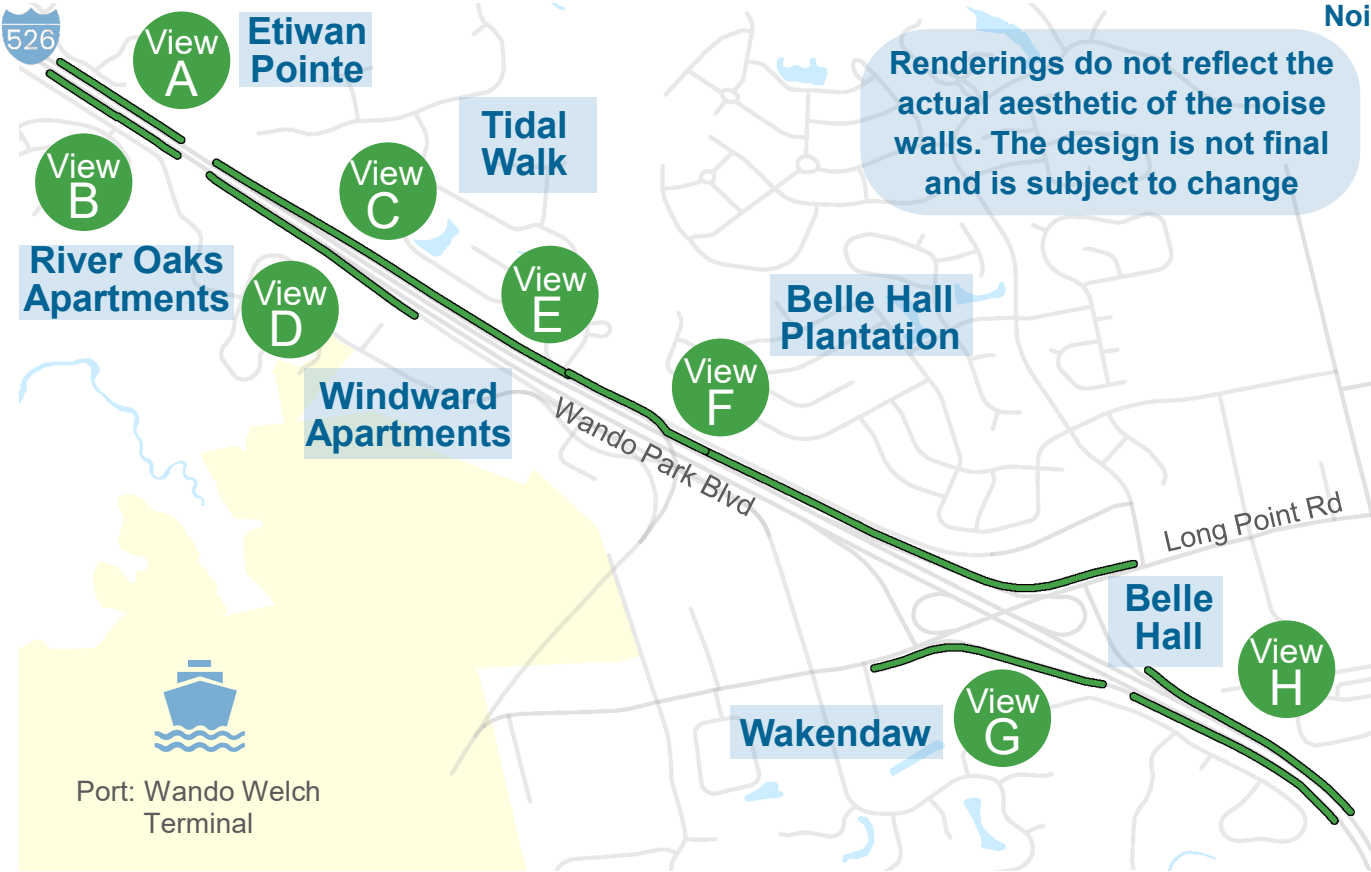 Noi
526
View
A
Etiwan
Pointe
Renderings do not reflect the
actual aesthetic of the noise
walls. The design is not final
and is subject to change
Tidal
Walk
View
B
View
C
River Oaks
Apartments
View
D
View
E
Belle Hall
Plantation
Windward
Apartments
View
F
Wando Park Blvd
Long Point Rd
Belle
Hall
View
H
Wakendaw
View
G
Port: Wando Welch
Terminal